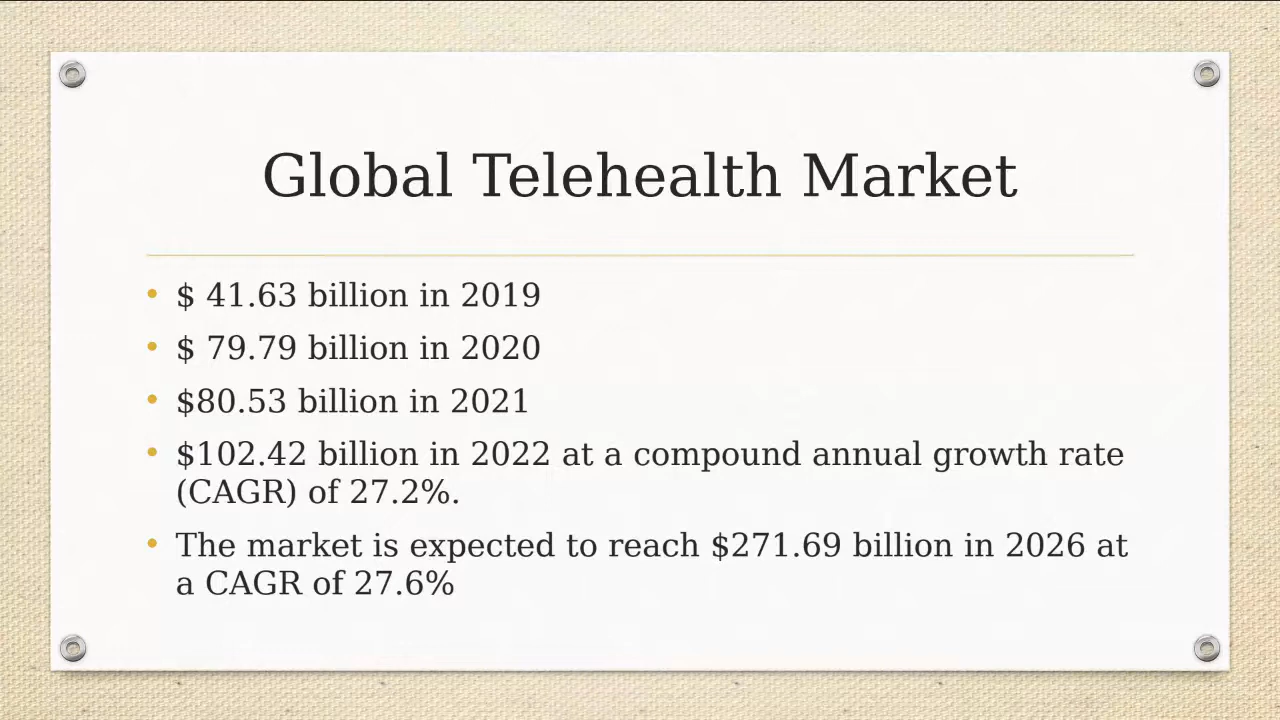 Global Telehealth Market
• $ 41.63 billion in 2019
• $ 79.79 billion in 2020
• $80.53 billion in 2021
• $102.42 billion in 2022 at a compound annual growth rate
(CAGR) of 27.2%.
• The market is expected to reach $271.69 billion in 2026 at
a CAGR of 27.6%